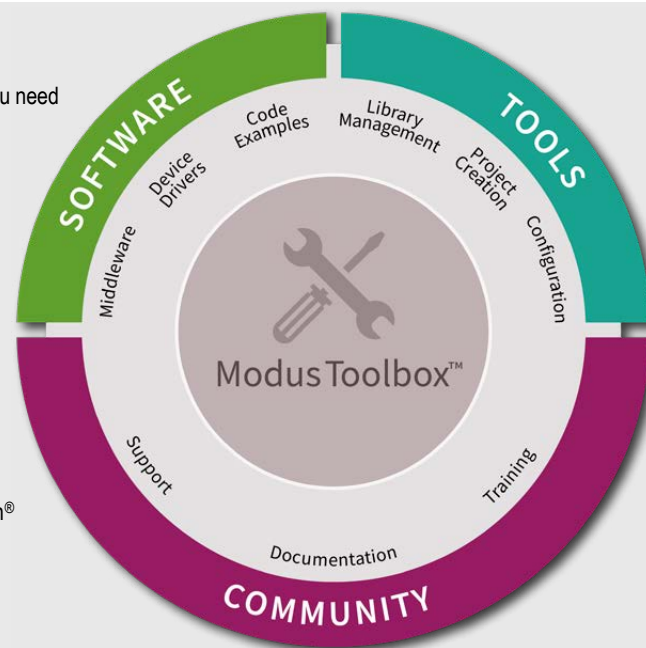 u need
SOFTWARE
TOOLS
Code
Examples
Library
Management
Device
Drivers
Project
Creation
Middleware
Configuration
ModusToolbox™
Support
Training
n®
Documentation
COMMUNITY